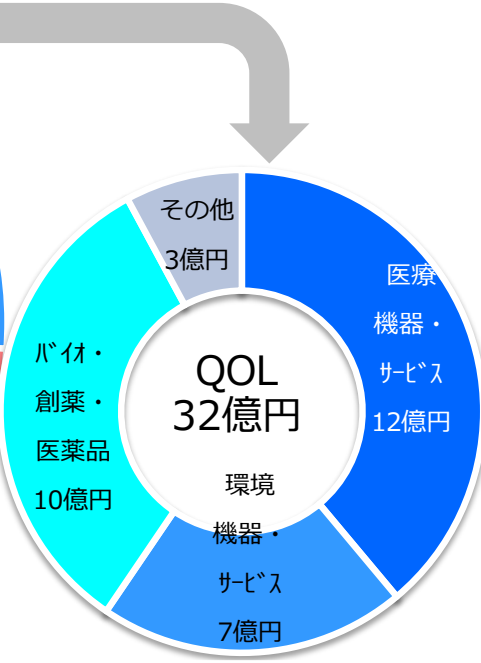 その他
3億円
医療
機器・
ｻｰﾋﾞｽ
12億円
ﾊﾞｲｵ・
創薬・
医薬品
10億円
QOL
32億円
環境
機器・
ｻｰﾋﾞｽ
7億円